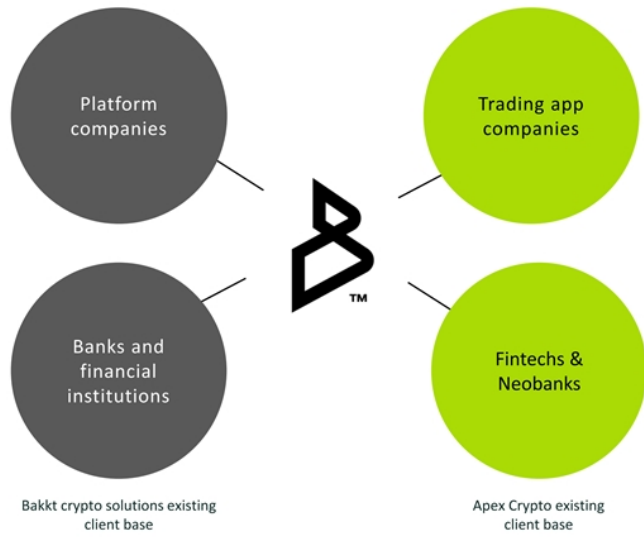 Platform
companies
Trading app
companies
TM
Banks and
financial
institutions
Fintechs &
Neobanks
Bakkt crypto solutions existing
client base
Apex Crypto existing
client base